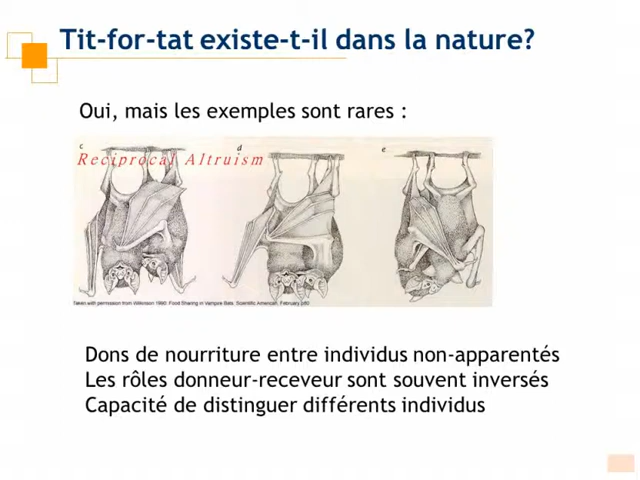 Tit-for-tat existe-t-il dans la nature?
Oui, mais les exemples sont rares :
c d e
Reciprocal Altruism
Taken with permission from Wilkinson 1990. Food Sharing in Vampire Bats. Scientific American, February
Dons de nourriture entre individus non-apparentés
Les rôles donneur-receveur sont souvent inversés
Capacité de distinguer différents individus